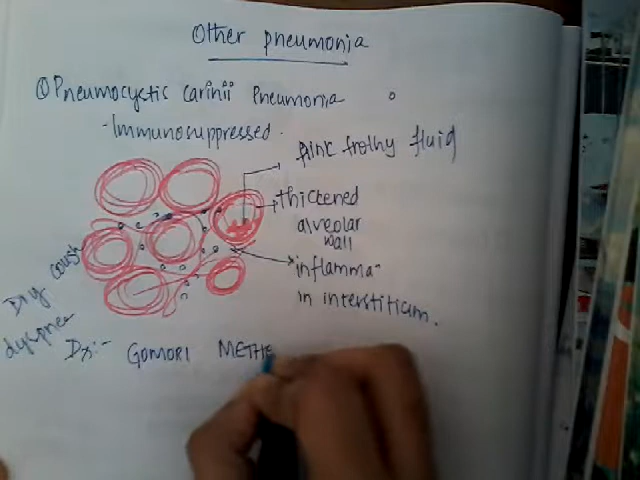 Other pneumonia
① Pneumocystic Carinii Pneumonia
- Immunosuppressed.
pink frothy fluid
thickened
alveolar
wall
inflamma
in interstitium.
Dry cough
dyspnea
Dx:- GOMORI METHE